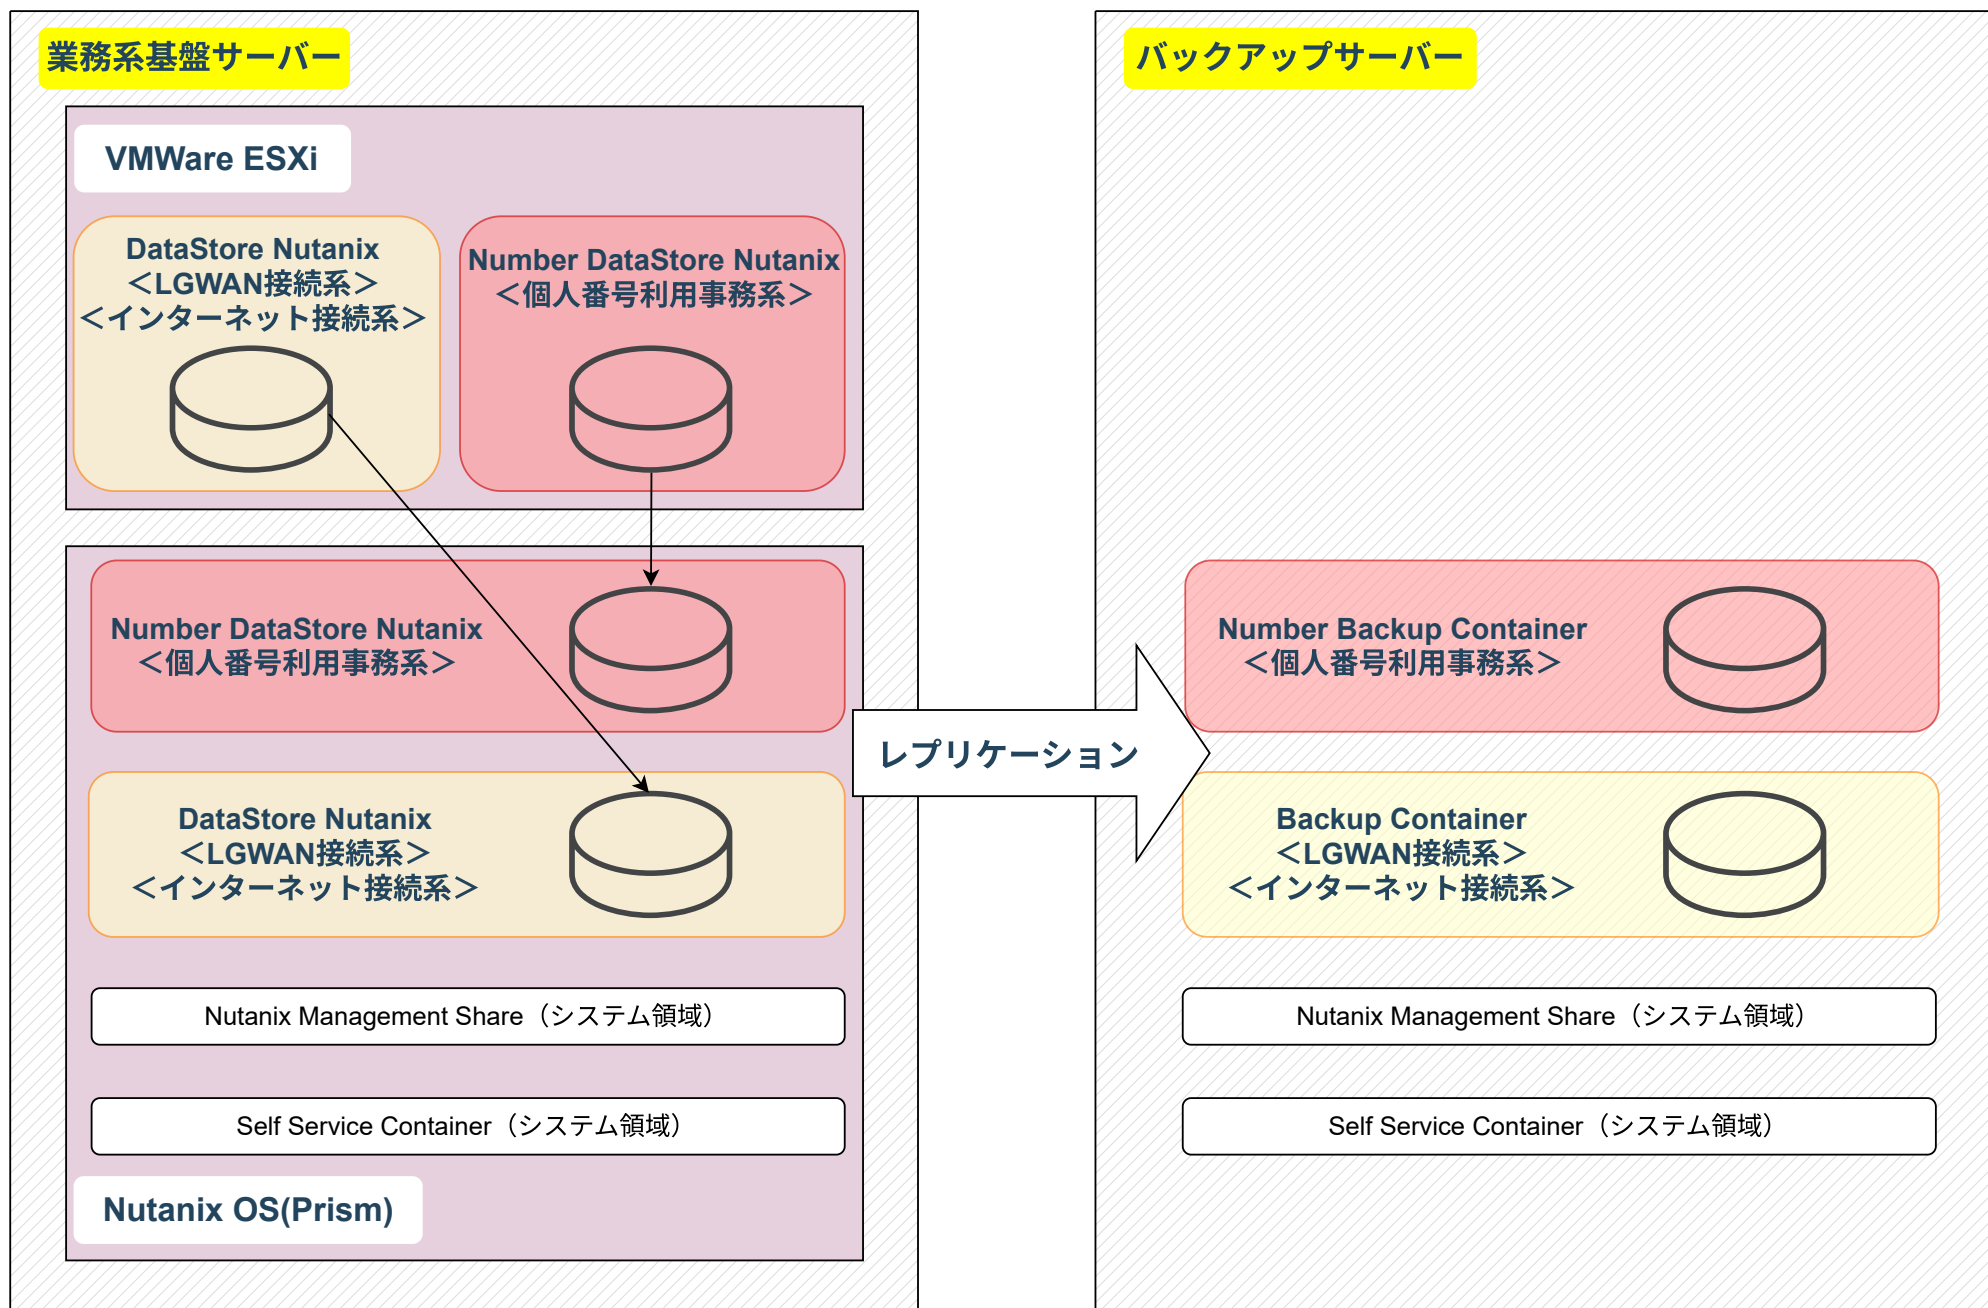 業務系基盤サーバー
VMWare ESXi
DataStore Nutanix
＜LGWAN接続系＞
＜インターネット接続系＞
Number DataStore Nutanix
＜個人番号利用事務系＞
Number DataStore Nutanix
＜個人番号利用事務系＞
DataStore Nutanix
＜LGWAN接続系＞
＜インターネット接続系＞
Nutanix Management Share（システム領域）
Self Service Container（システム領域）
Nutanix OS(Prism)
レプリケーション
バックアップサーバー
Number Backup Container
＜個人番号利用事務系＞
Backup Container
＜LGWAN接続系＞
＜インターネット接続系＞
Nutanix Management Share（システム領域）
Self Service Container（システム領域）